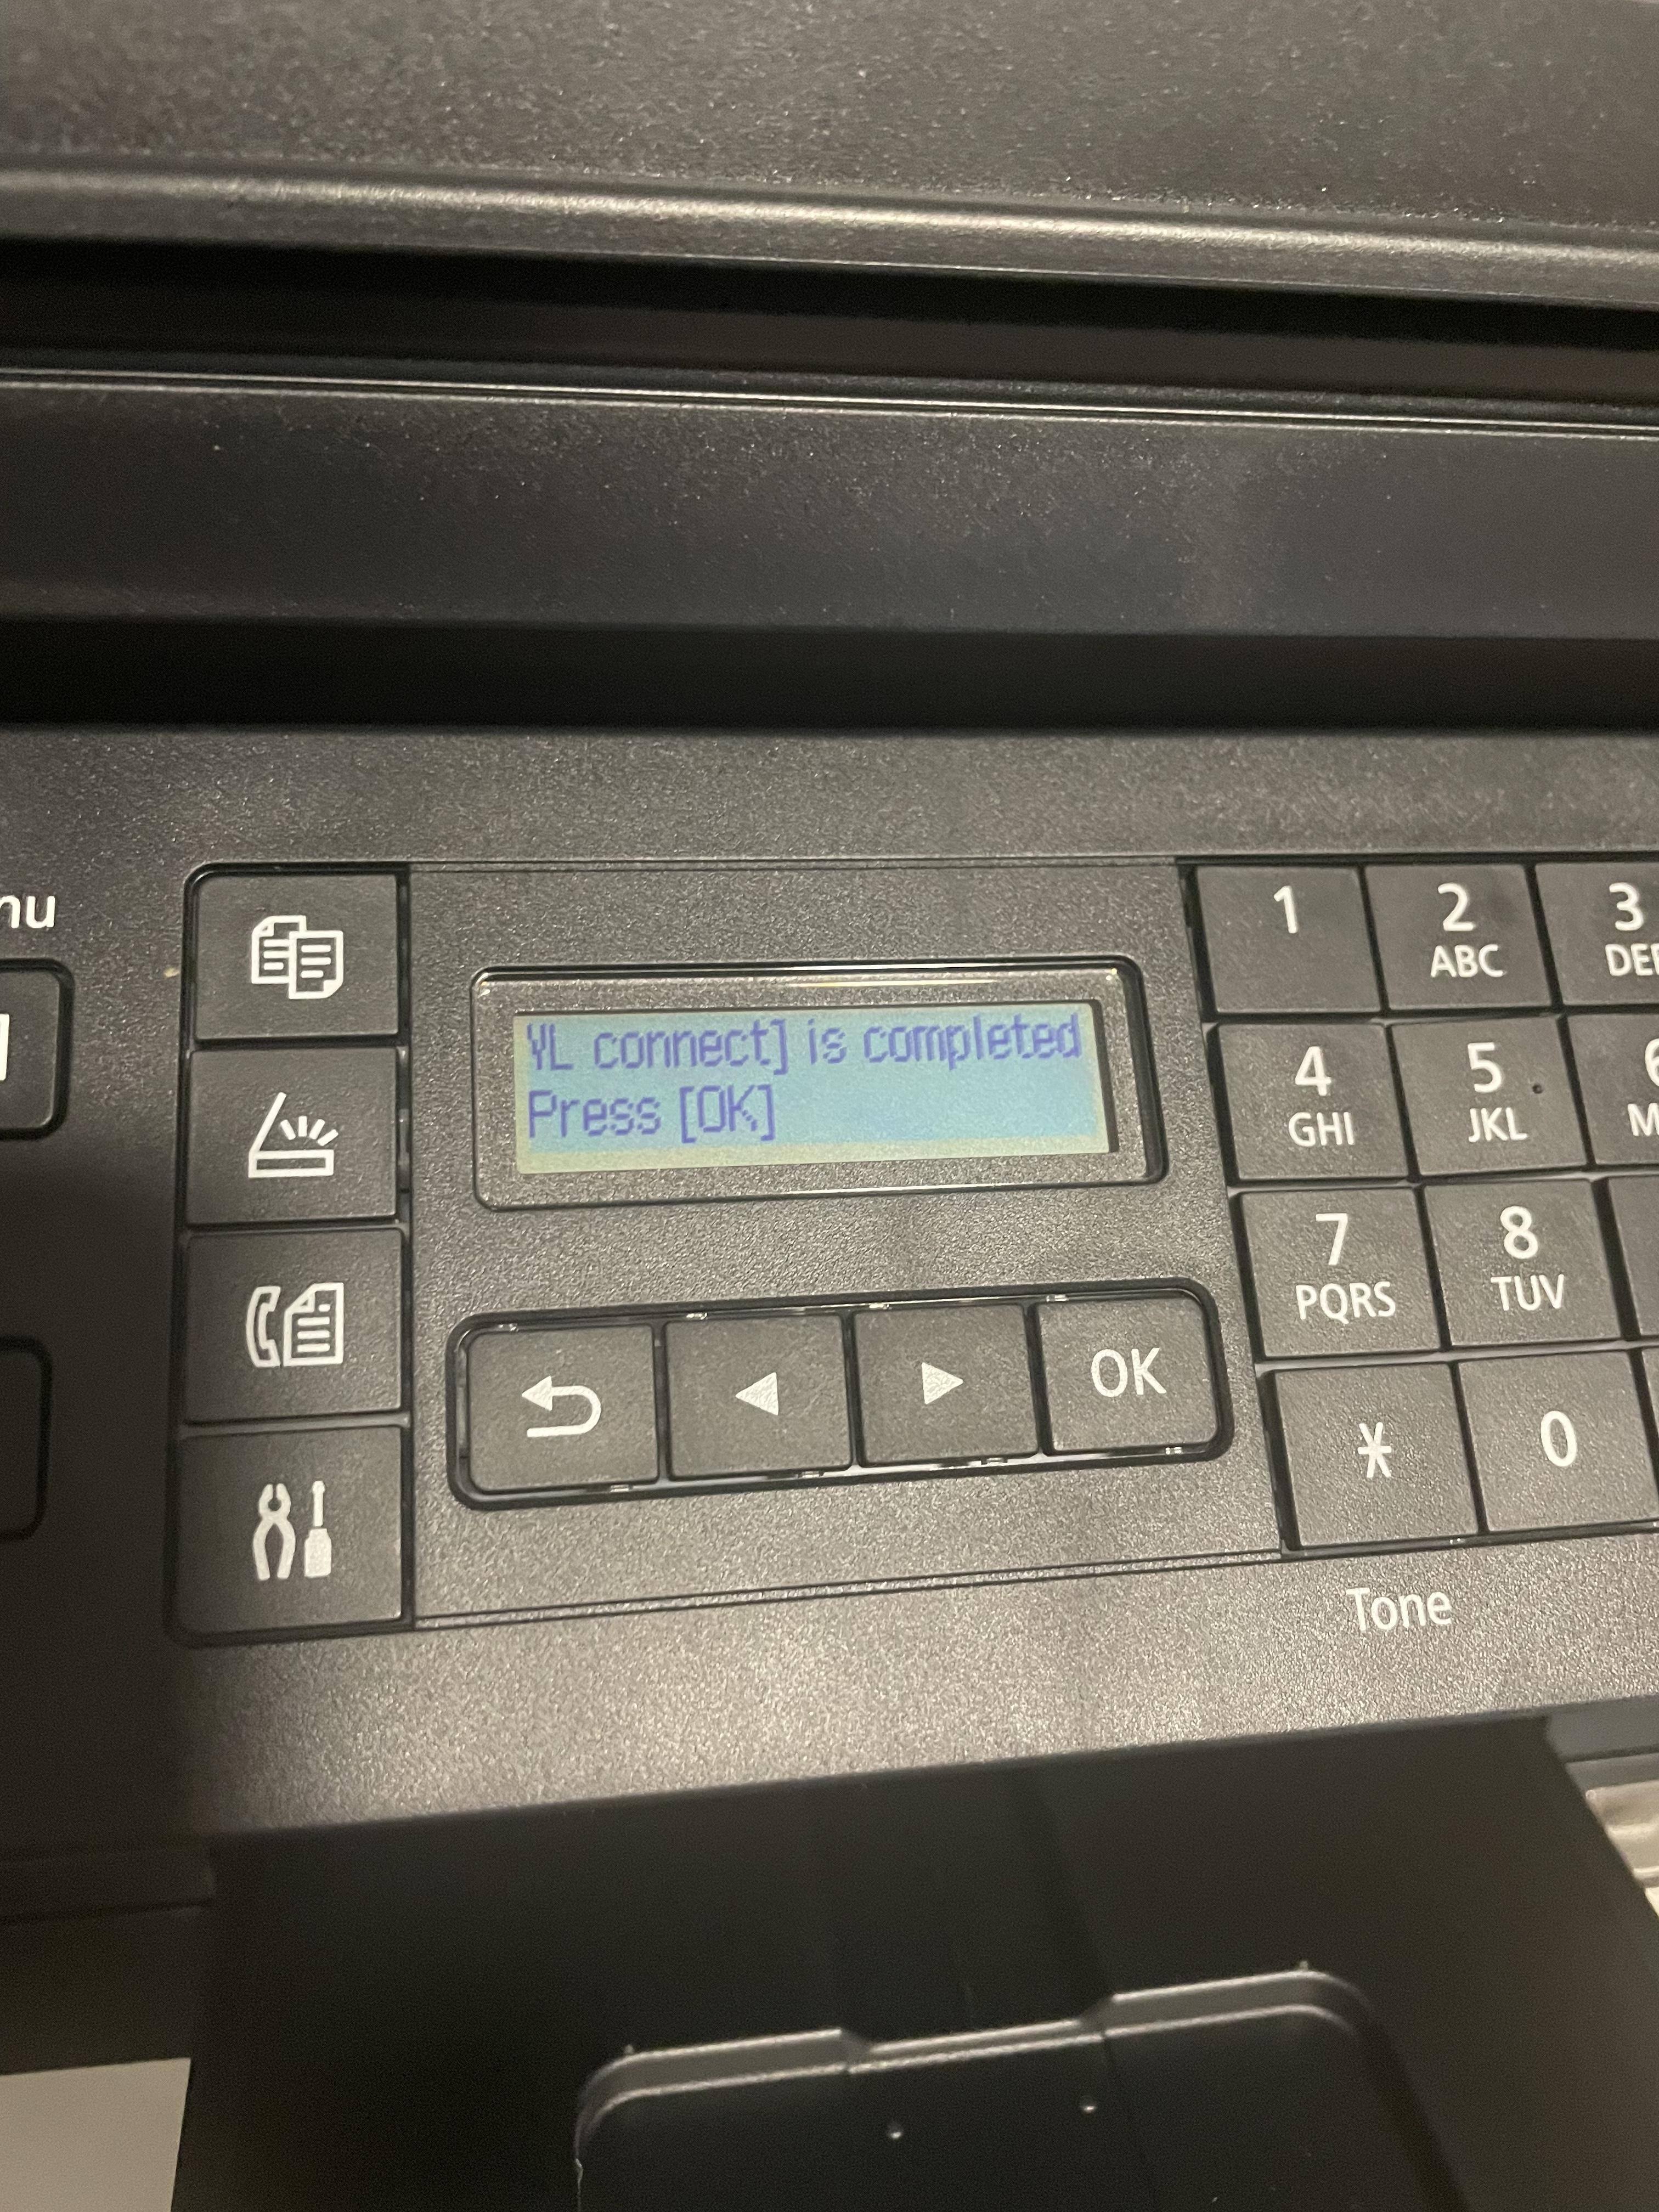 nu
YL connect] is completed
Press [OK]
OK
1
2
ABC
3
4
GHI
5
JKL
7
PQRS
8
TUV
*
0
Tone